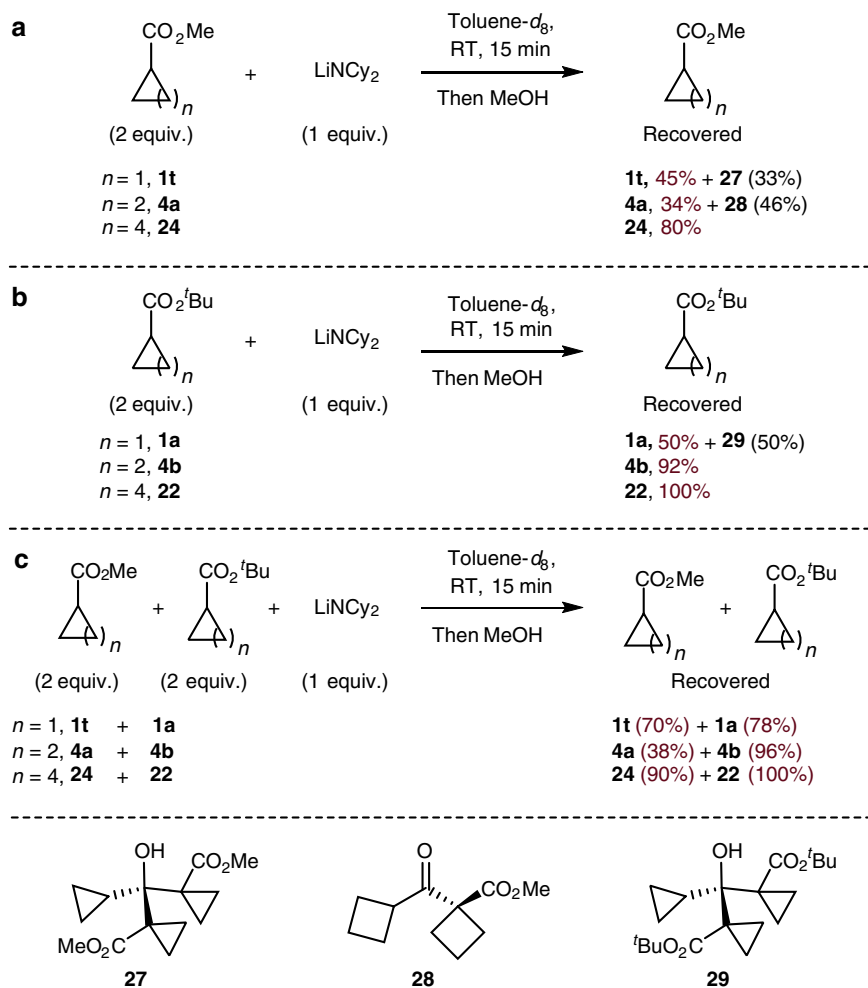 a
CO2Me
n
(2 equiv.)
+
LiNCy2
(1 equiv.)
Toluene-d8,
RT, 15 min
Then MeOH
CO2Me
n
Recovered
n = 1, 1t
n = 2, 4a
n = 4, 24
1t, 45% + 27 (33%)
4a, 34% + 28 (46%)
24, 80%
b
CO2tBu
n
(2 equiv.)
+
LiNCy2
(1 equiv.)
Toluene-d8,
RT, 15 min
Then MeOH
CO2tBu
n
Recovered
n = 1, 1a
n = 2, 4b
n = 4, 22
1a, 50% + 29 (50%)
4b, 92%
22, 100%
c
CO2Me
n
(2 equiv.)
+
CO2tBu
n
(2 equiv.)
+
LiNCy2
(1 equiv.)
Toluene-d8,
RT, 15 min
Then MeOH
CO2Me
n
+
CO2tBu
n
Recovered
n = 1, 1t + 1a
n = 2, 4a + 4b
n = 4, 24 + 22
1t (70%) + 1a (78%)
4a (38%) + 4b (96%)
24 (90%) + 22 (100%)
OH
CO2Me
MeO2C
27
O
CO2Me
28
OH
CO2tBu
tBuO2C
29